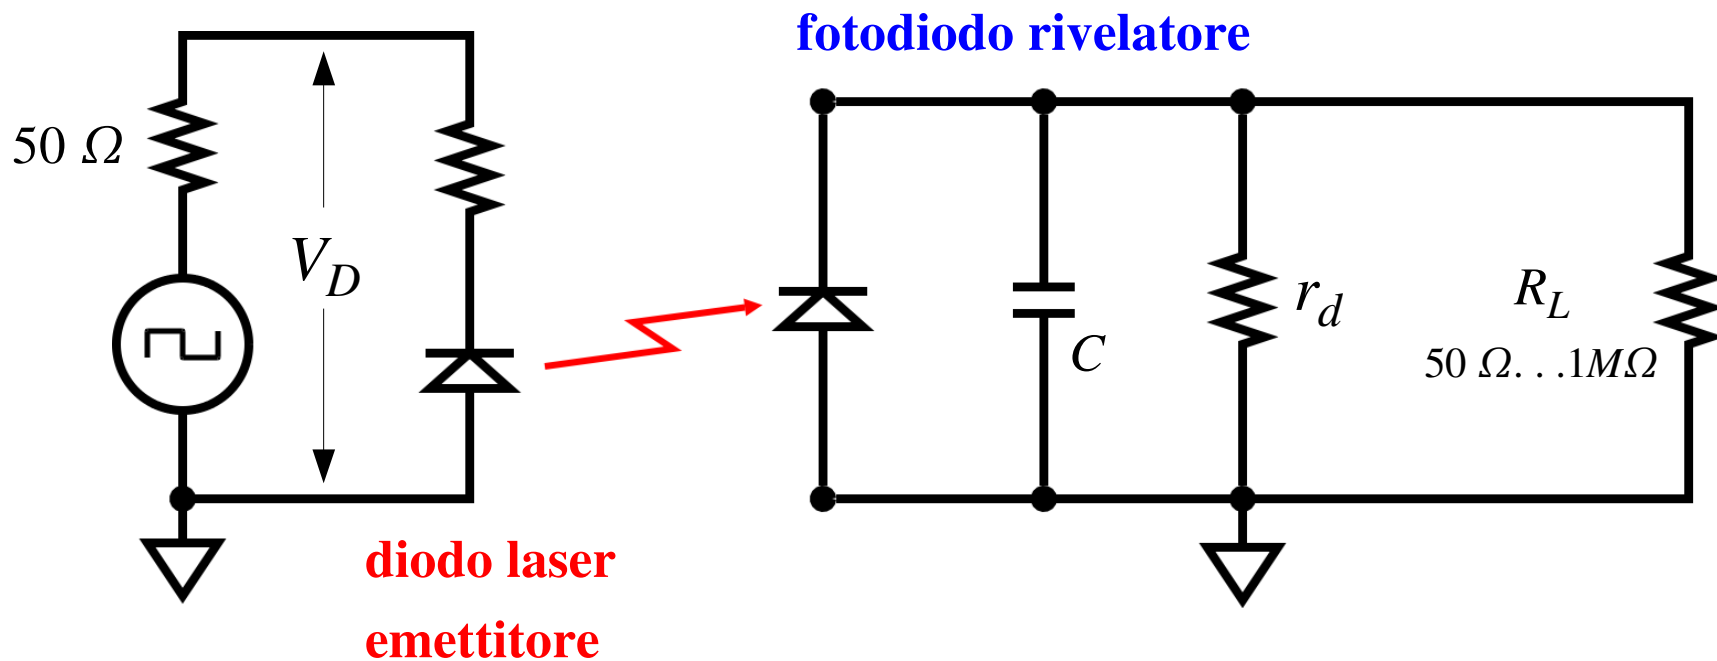 fotodiodo rivelatore
50 Ω
V_D
r_d
R_L
C
50 Ω. . .1MΩ
diodo laser
emettitore